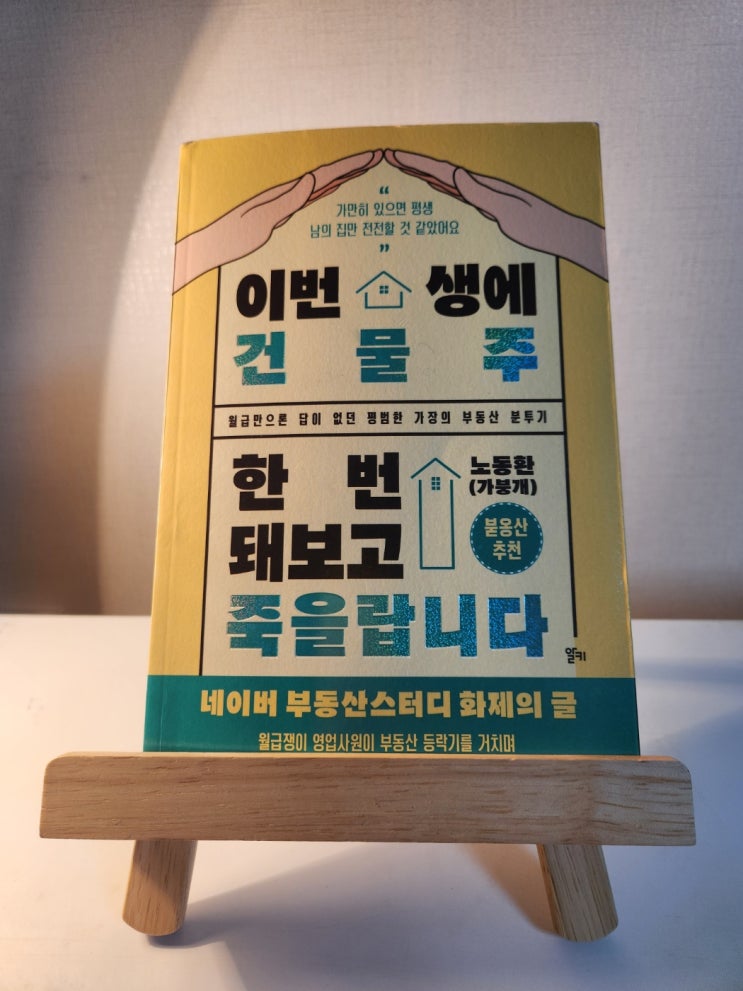 “
가만히 있으면 평생
남의 집만 전전할 것 같았어요
”
이번 생에
건물주
월급만으론 답이 없던 평범한 가장의 부동산 분투기
한 번
돼보고
죽을랍니다
노동환
(가붕개)
붇옹산
추천
알키
네이버 부동산스터디 화제의 글
월급쟁이 영업사원이 부동산 등락기를 거치며